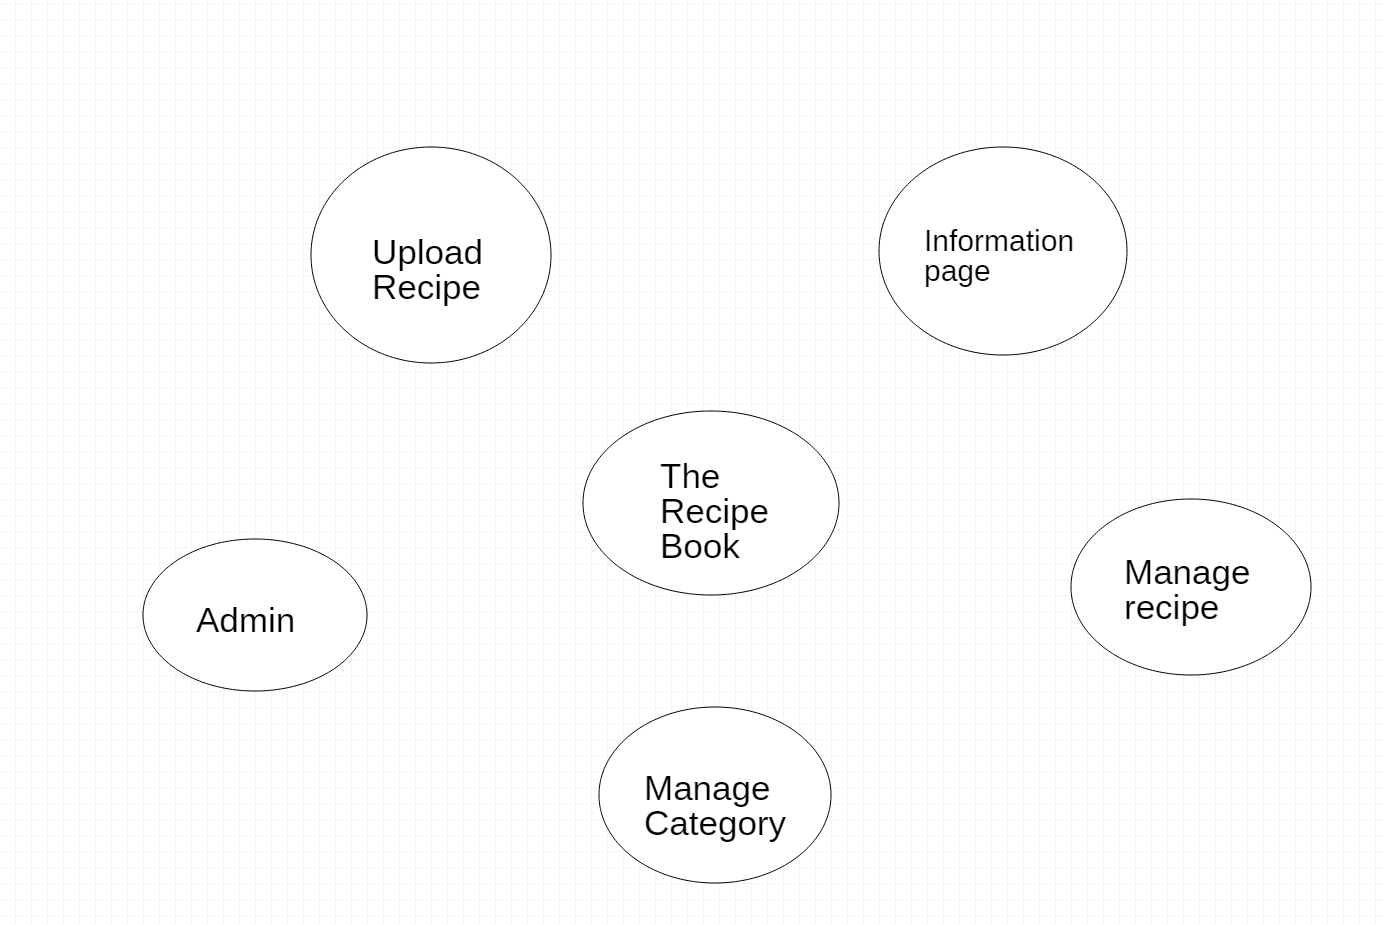 Upload
Recipe
Information
page
The
Recipe
Book
Admin
Manage
recipe
Manage
Category